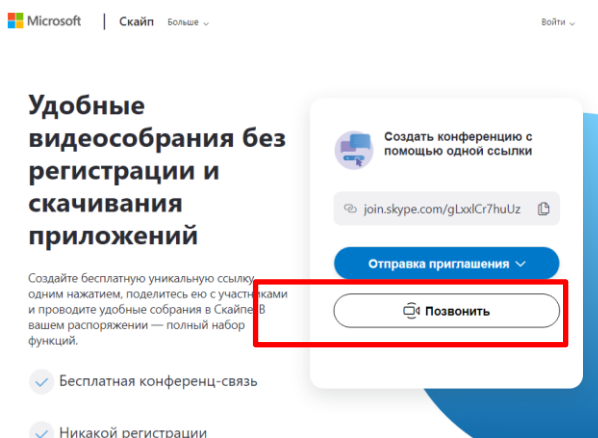 Microsoft | Скайп Больше Войти
Удобные
видеособрания без
регистрации и
скачивания
приложений
Создайте бесплатную уникальную ссылку
одним нажатием, поделитесь ею с участниками
и проводите удобные собрания в Скайпе. В
вашем распоряжении — полный набор
функций.
Бесплатная конференц-связь
Никакой регистрации
Создать конференцию с
помощью одной ссылки
join.skype.com/gLxxlCr7huUz
Отправка приглашения
Позвонить